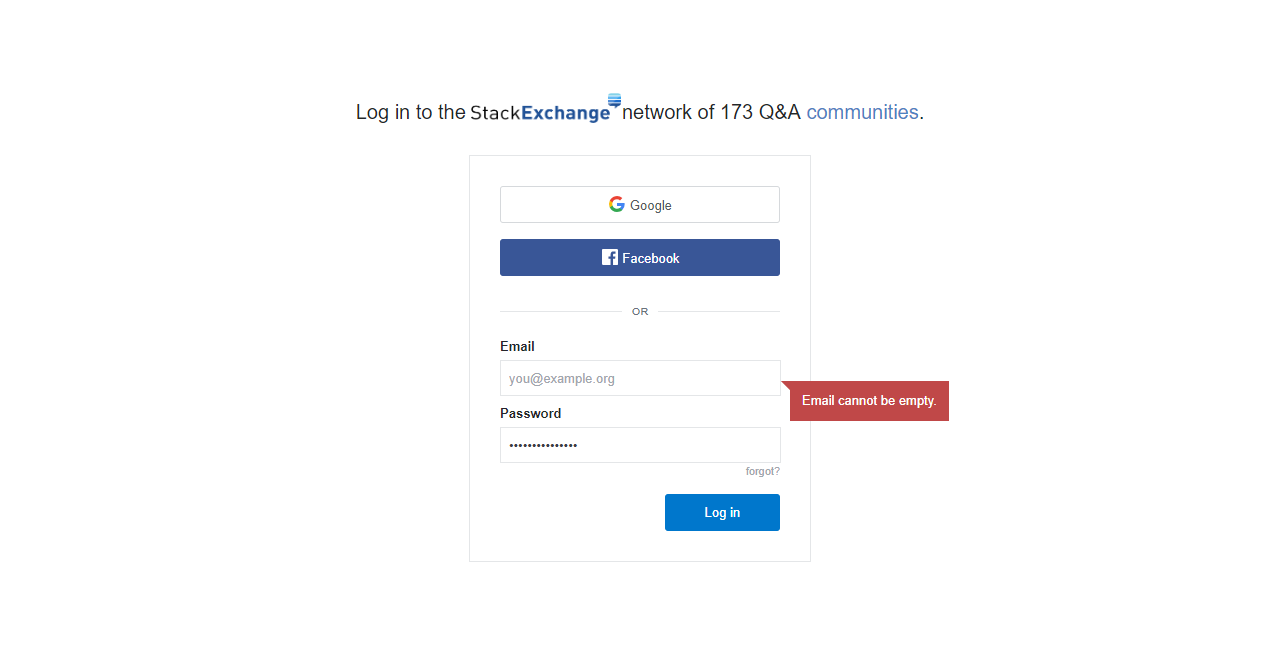 Log in to the StackExchange network of 173 Q&A communities.
Google
Facebook
OR
Email
you@example.org
Email cannot be empty.
Password
•••••••••••••••
forgot?
Log in